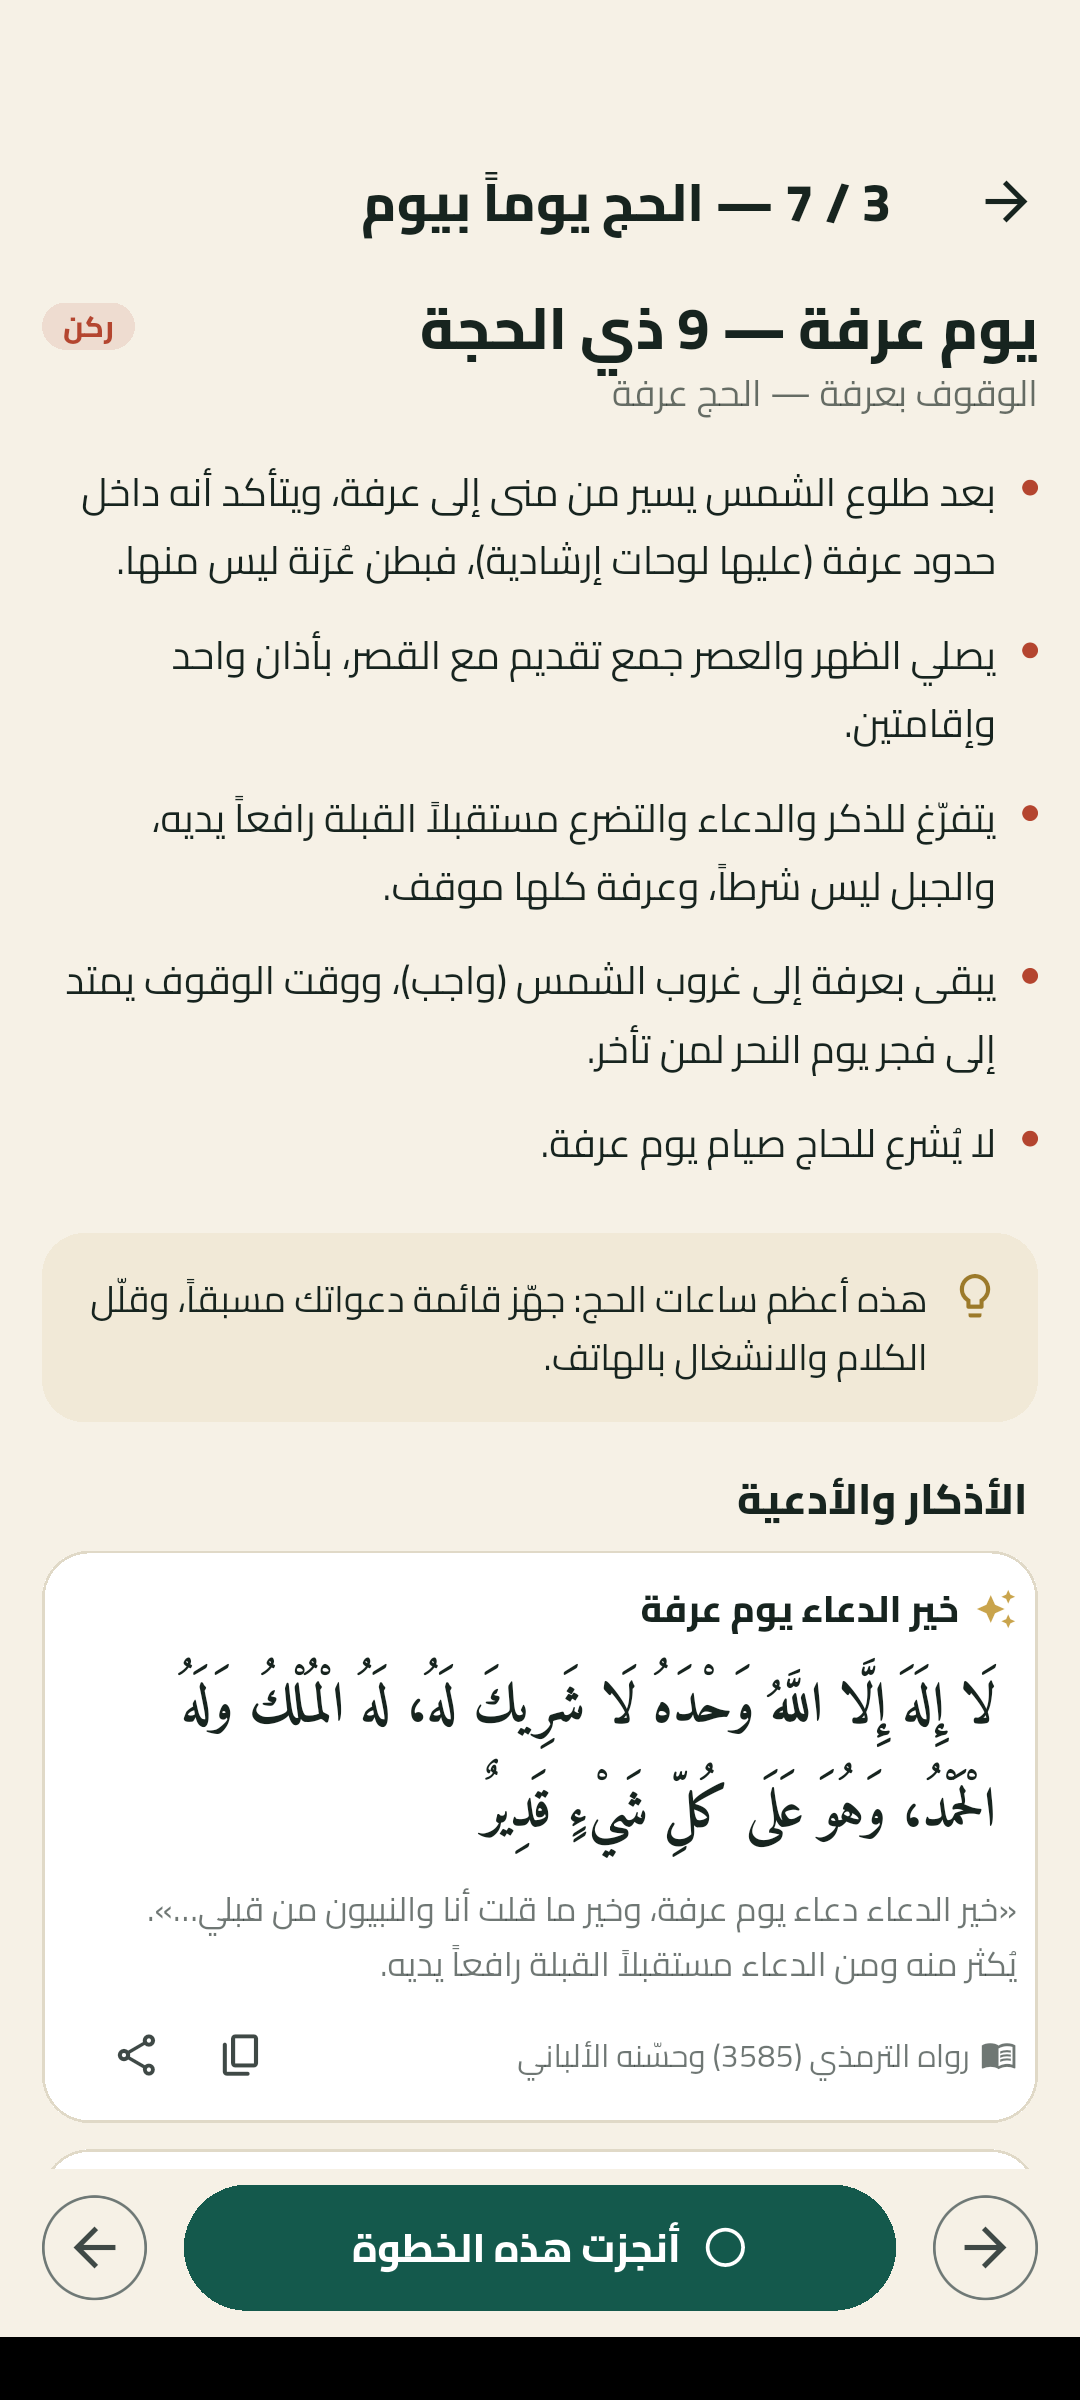 3 / 7 — الحج يوماً بيوم
يوم عرفة — 9 ذي الحجة
ركن
الوقوف بعرفة — الحج عرفة
بعد طلوع الشمس يسير من منى إلى عرفة، ويتأكد أنه داخل
حدود عرفة (عليها لوحات إرشادية)، فبطن عُرَنة ليس منها.
يصلي الظهر والعصر جمع تقديم مع القصر، بأذان واحد
وإقامتين.
يتفرّغ للذكر والدعاء والتضرع مستقبلاً القبلة رافعاً يديه،
والجبل ليس شرطاً، وعرفة كلها موقف.
يبقى بعرفة إلى غروب الشمس (واجب)، ووقت الوقوف يمتد
إلى فجر يوم النحر لمن تأخر.
لا يُشرع للحاج صيام يوم عرفة.
هذه أعظم ساعات الحج: جهّز قائمة دعواتك مسبقاً، وقلّل
الكلام والانشغال بالهاتف.
الأذكار والأدعية
خير الدعاء يوم عرفة
لَا إِلَهَ إِلَّا اللَّهُ وَحْدَهُ لَا شَرِيكَ لَهُ، لَهُ الْمُلْكُ وَلَهُ
الْحَمْدُ، وَهُوَ عَلَى كُلِّ شَيْءٍ قَدِيرٌ
«خير الدعاء دعاء يوم عرفة، وخير ما قلت أنا والنبيون من قبلي...».
يُكثر منه ومن الدعاء مستقبلاً القبلة رافعاً يديه.
رواه الترمذي (3585) وحسّنه الألباني
أنجزت هذه الخطوة